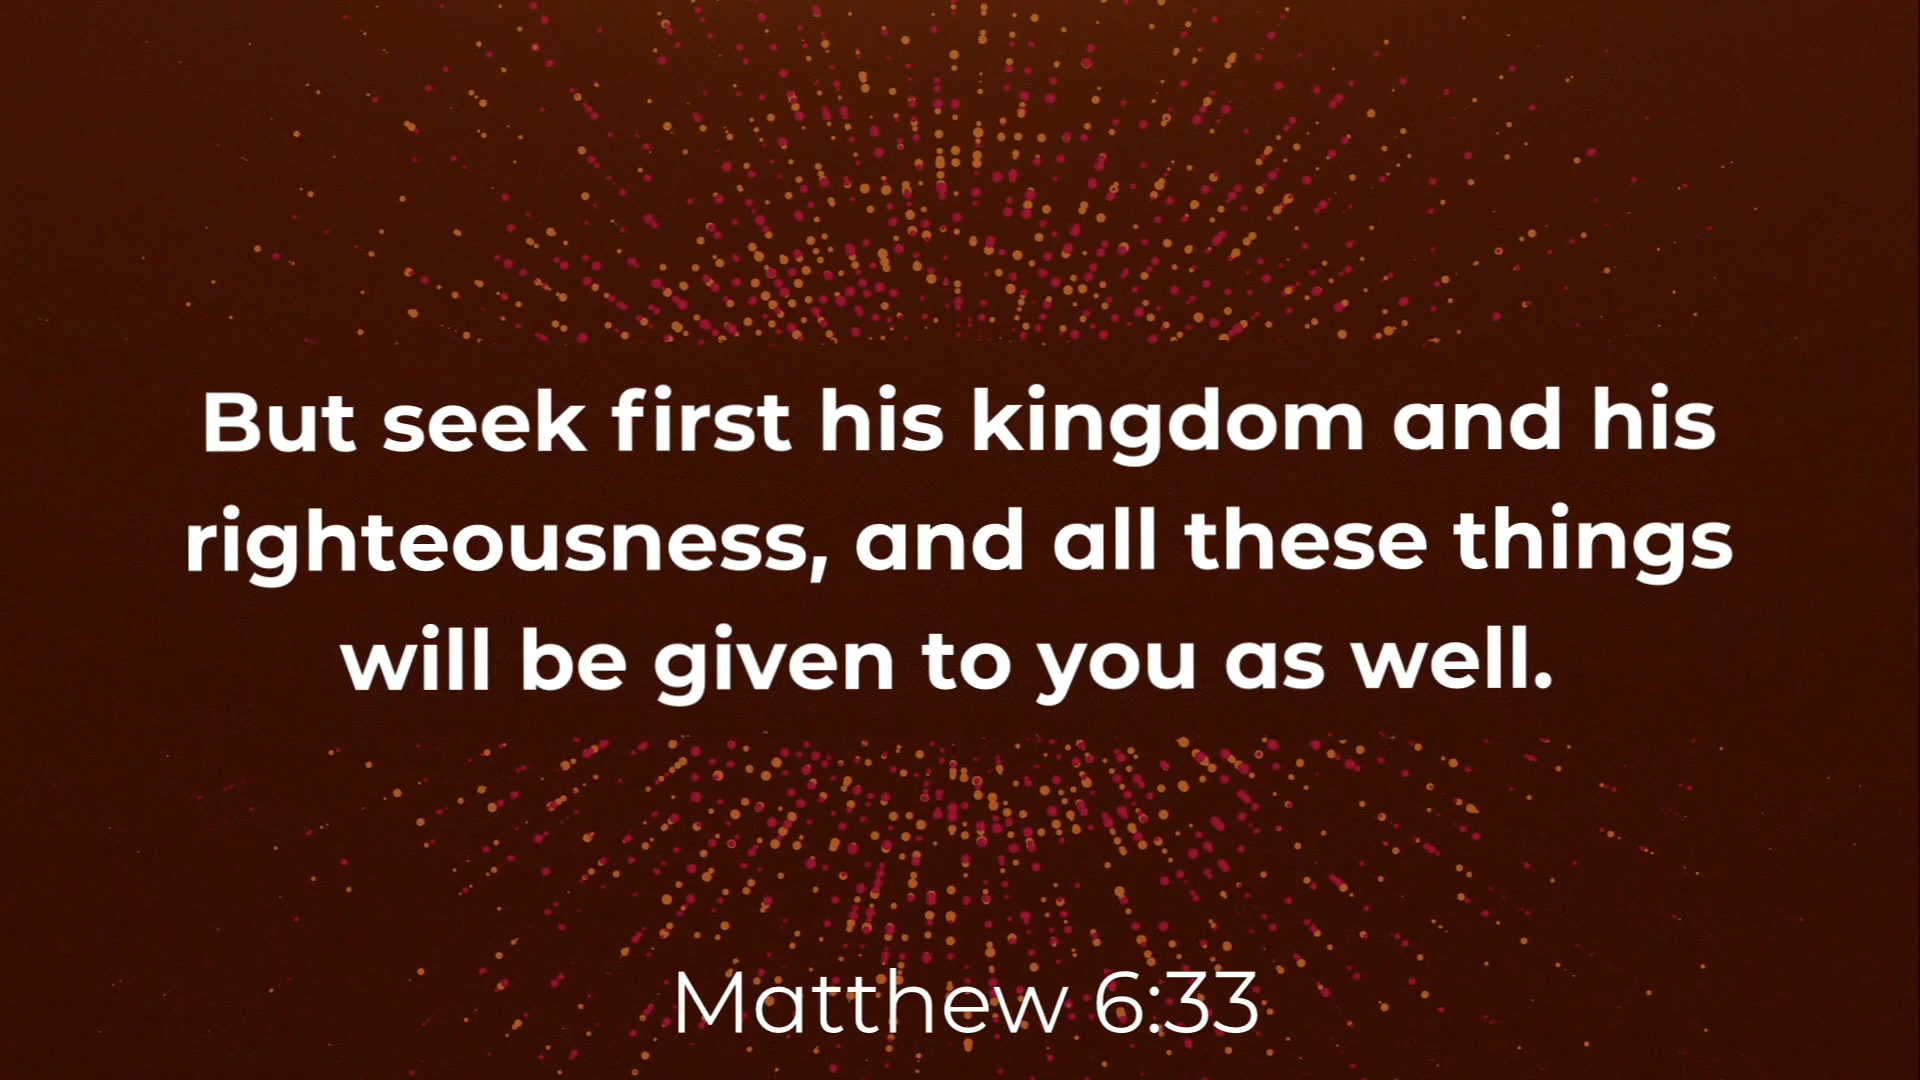 But seek first his kingdom and his
righteousness, and all these things
will be given to you as well.
Matthew 6:33